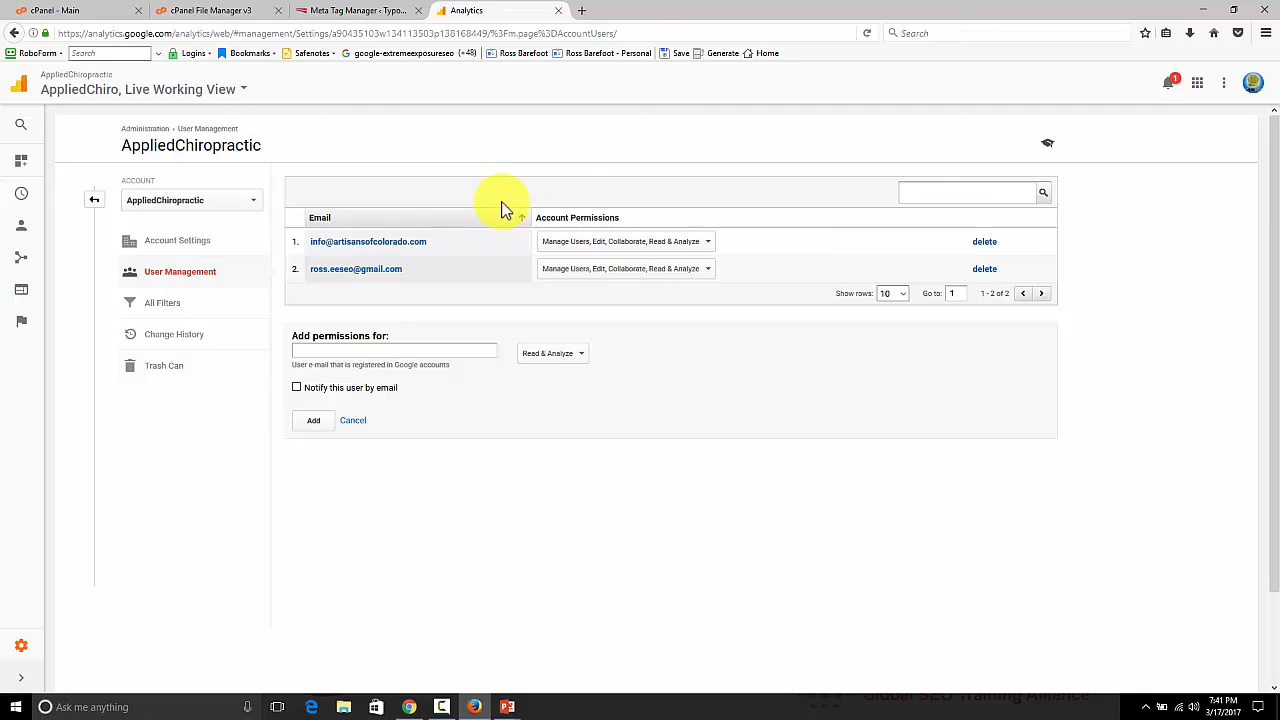 cPanel - Main
cPanel File Manager v3
Meta Tag Manager ‹ Typo...
Analytics
https://analytics.google.com/analytics/web/#management/Settings/a90435103w134113503p138168449/%3Fm.page%3DAccountUsers/
Search
RoboForm
Search
Logins
Bookmarks
Safenotes
google-extremeexposureseo (+48)
Ross Barefoot
Ross Barefoot - Personal
Save
Generate
Home
AppliedChiropractic
AppliedChiro, Live Working View
1
Administration › User Management
AppliedChiropractic
ACCOUNT
AppliedChiropractic
Account Settings
User Management
All Filters
Change History
Trash Can
Email
Account Permissions
1. info@artisansofcolorado.com Manage Users, Edit, Collaborate, Read & Analyze delete
2. ross.eeseo@gmail.com Manage Users, Edit, Collaborate, Read & Analyze delete
Show rows: 10 Go to: 1 1 - 2 of 2
Add permissions for:
Read & Analyze
User e-mail that is registered in Google accounts
Notify this user by email
Add Cancel
Global SEO Training Alliance
Ask me anything
7:41 PM
3/17/2017